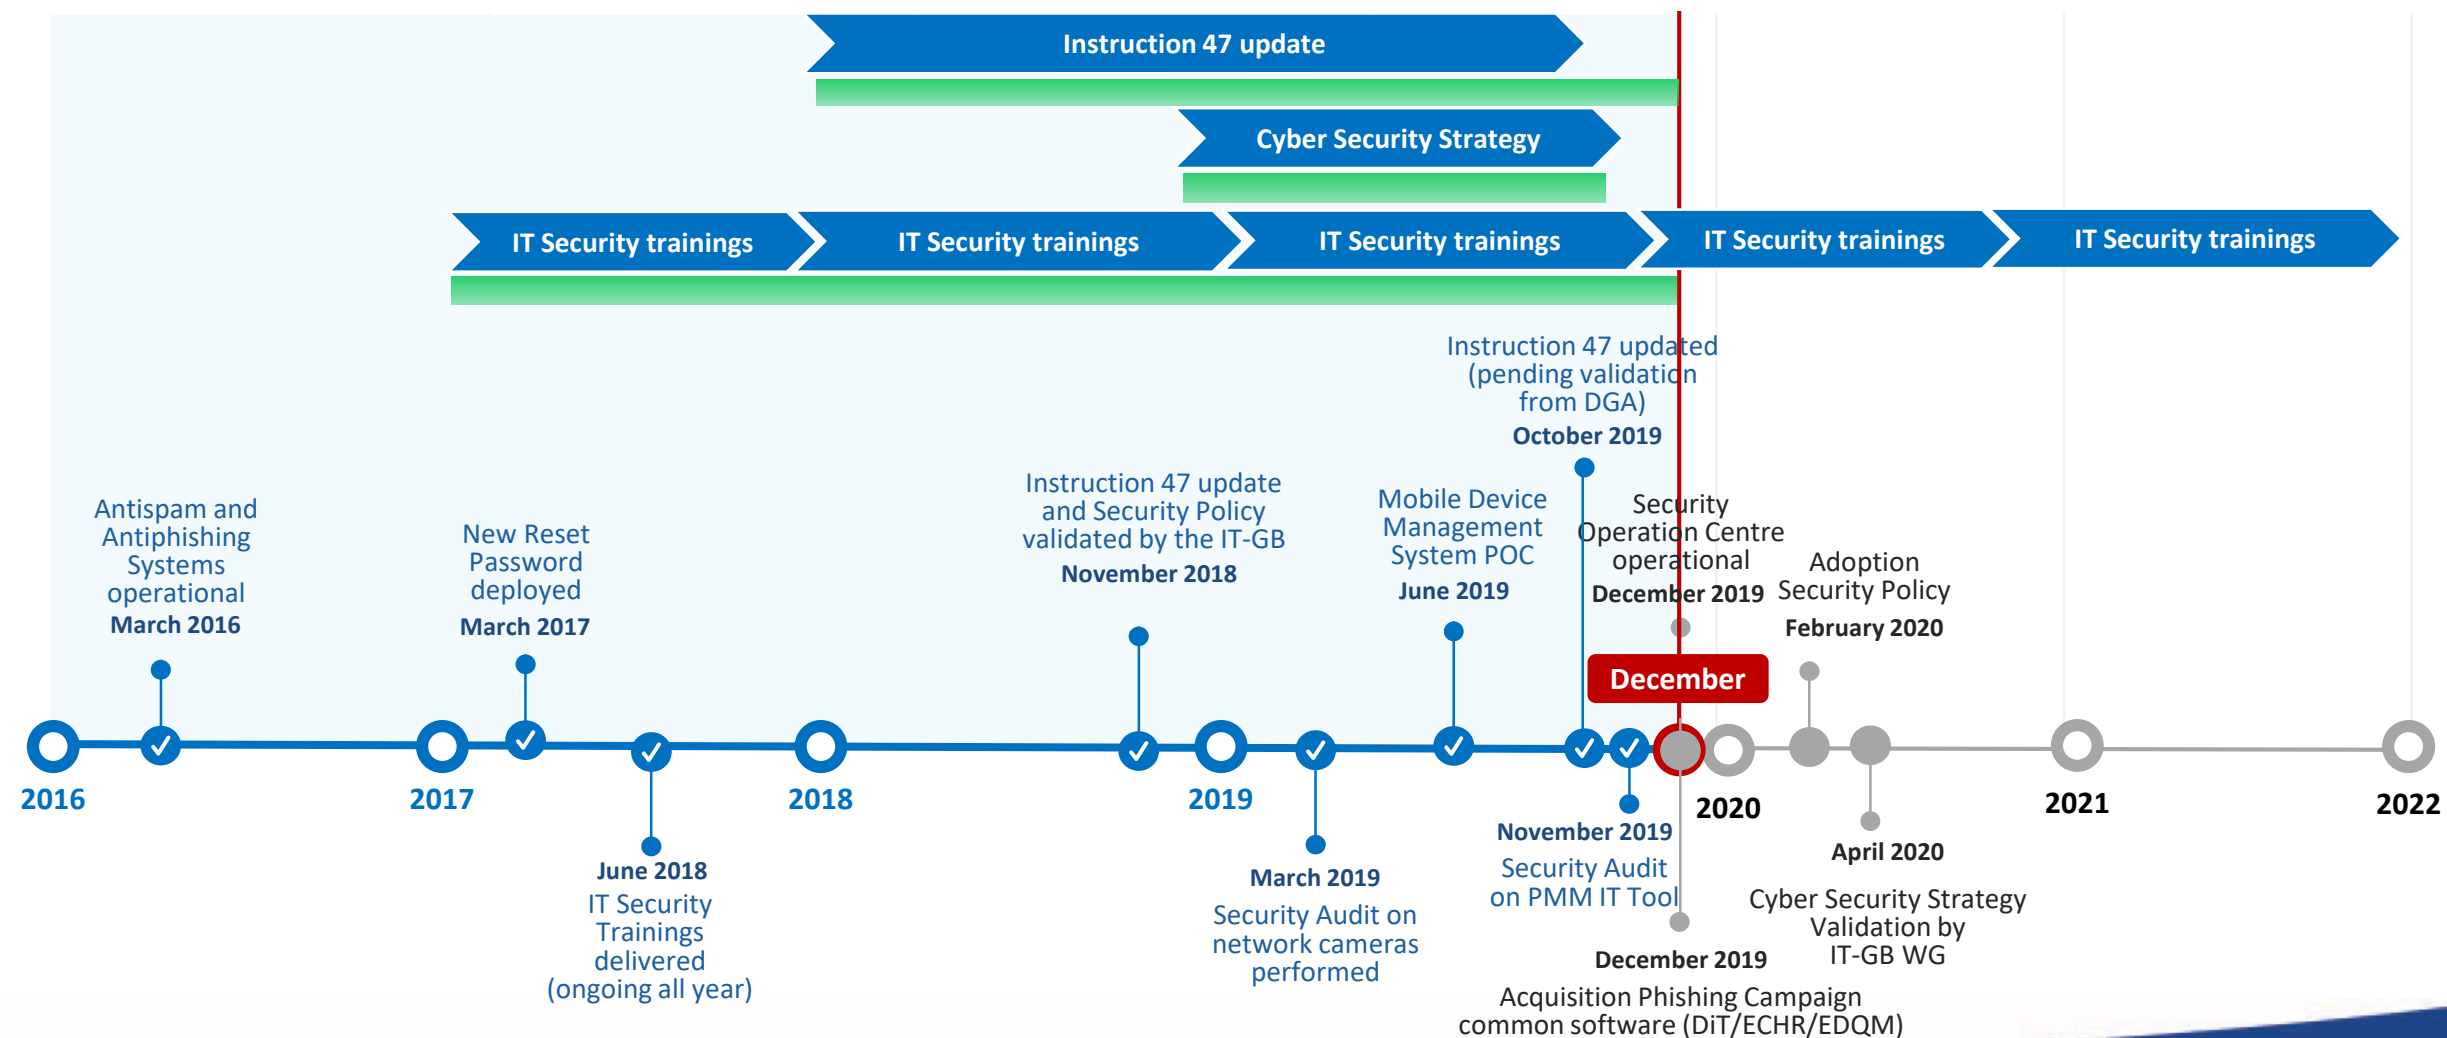 Instruction 47 update
Cyber Security Strategy
IT Security trainings
IT Security trainings
IT Security trainings
IT Security trainings
IT Security trainings
Instruction 47 updated
(pending validation
from DGA)
October 2019
Antispam and
Antiphishing
Systems
operational
March 2016
New Reset
Password
deployed
March 2017
Instruction 47 update
and Security Policy
validated by the IT-GB
November 2018
Mobile Device
Management
System POC
June 2019
Security
Operation Centre
operational
December 2019
Adoption
Security Policy
February 2020
December
2016
2017
2018
2019
2020
2021
2022
June 2018
IT Security
Trainings
delivered
(ongoing all year)
March 2019
Security Audit on
network cameras
performed
November 2019
Security Audit
on PMM IT Tool
December 2019
Acquisition Phishing Campaign
common software (DiT/ECHR/EDQM)
April 2020
Cyber Security Strategy
Validation by
IT-GB WG